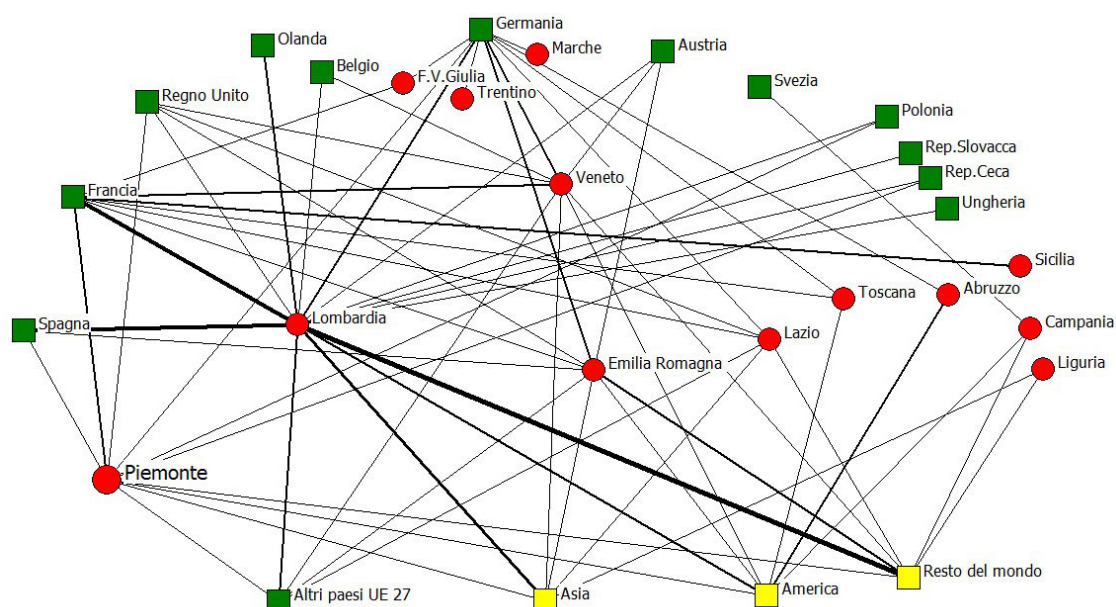 Germania
Olanda
Marche
Austria
Belgio
F.V.Giulia
Trentino
Svezia
Regno Unito
Polonia
Rep.Slovacca
Rep.Ceca
Veneto
Francia
Ungheria
Sicilia
Toscana
Abruzzo
Lombardia
Spagna
Campania
Lazio
Emilia Romagna
Liguria
Piemonte
Resto del mondo
America
Altri paesi UE 27
Asia